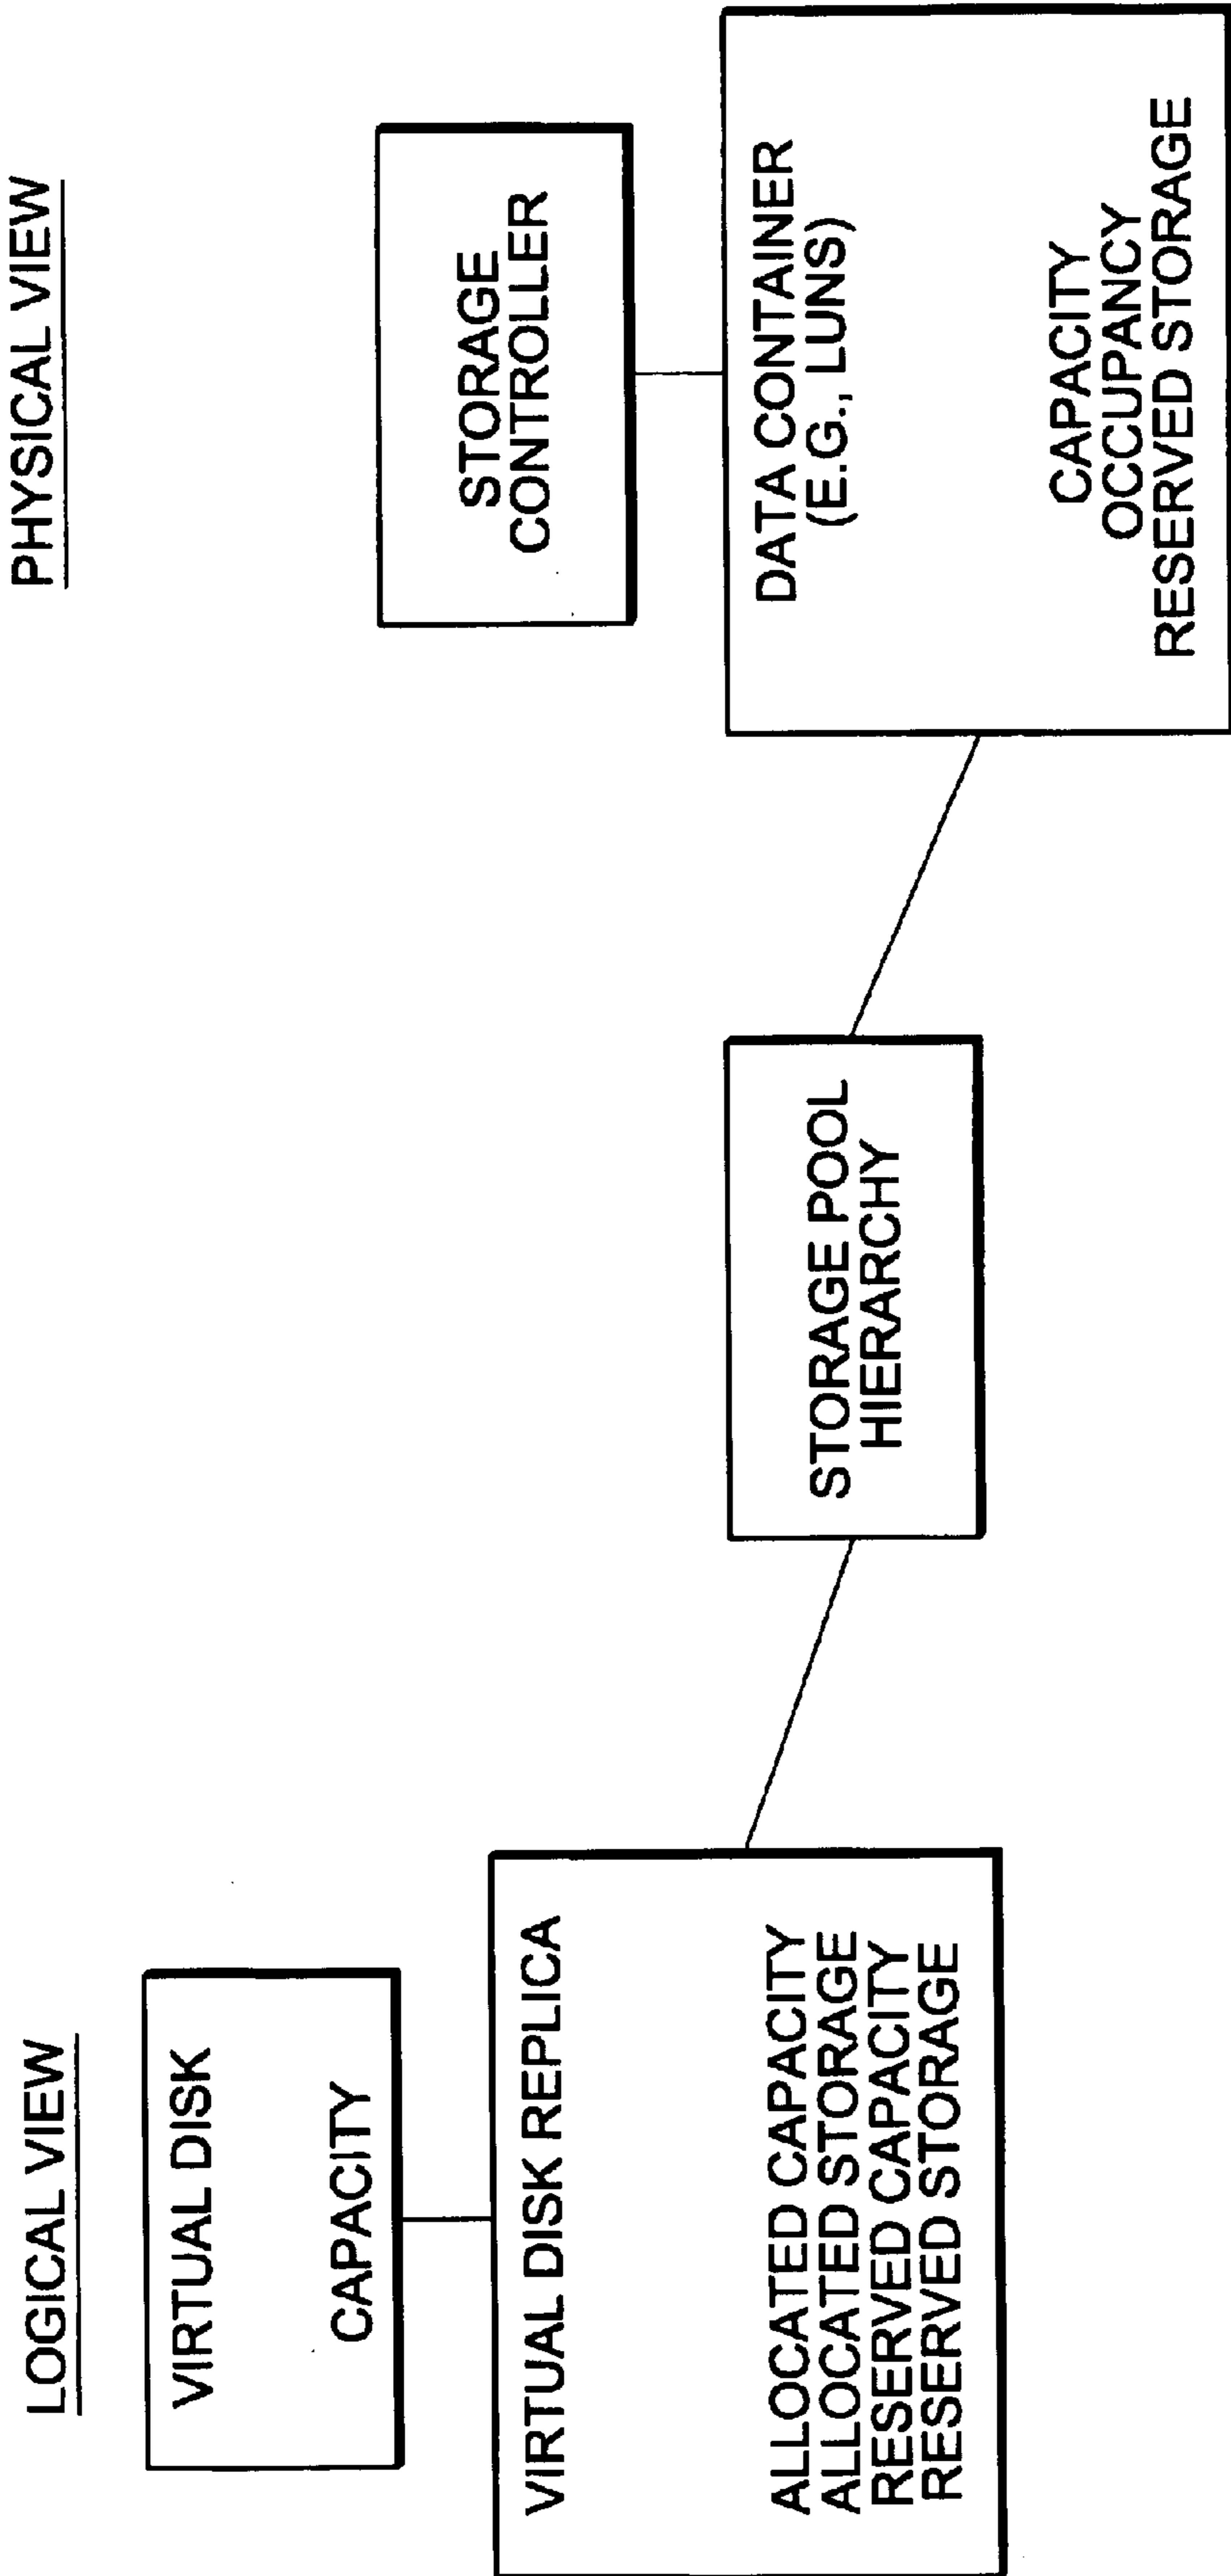 LOGICAL VIEW
VIRTUAL DISK
CAPACITY
VIRTUAL DISK REPLICA
ALLOCATED CAPACITY
ALLOCATED STORAGE
RESERVED CAPACITY
RESERVED STORAGE
STORAGE POOL
HIERARCHY
PHYSICAL VIEW
STORAGE
CONTROLLER
DATA CONTAINER
(E.G., LUNS)
CAPACITY
OCCUPANCY
RESERVED STORAGE